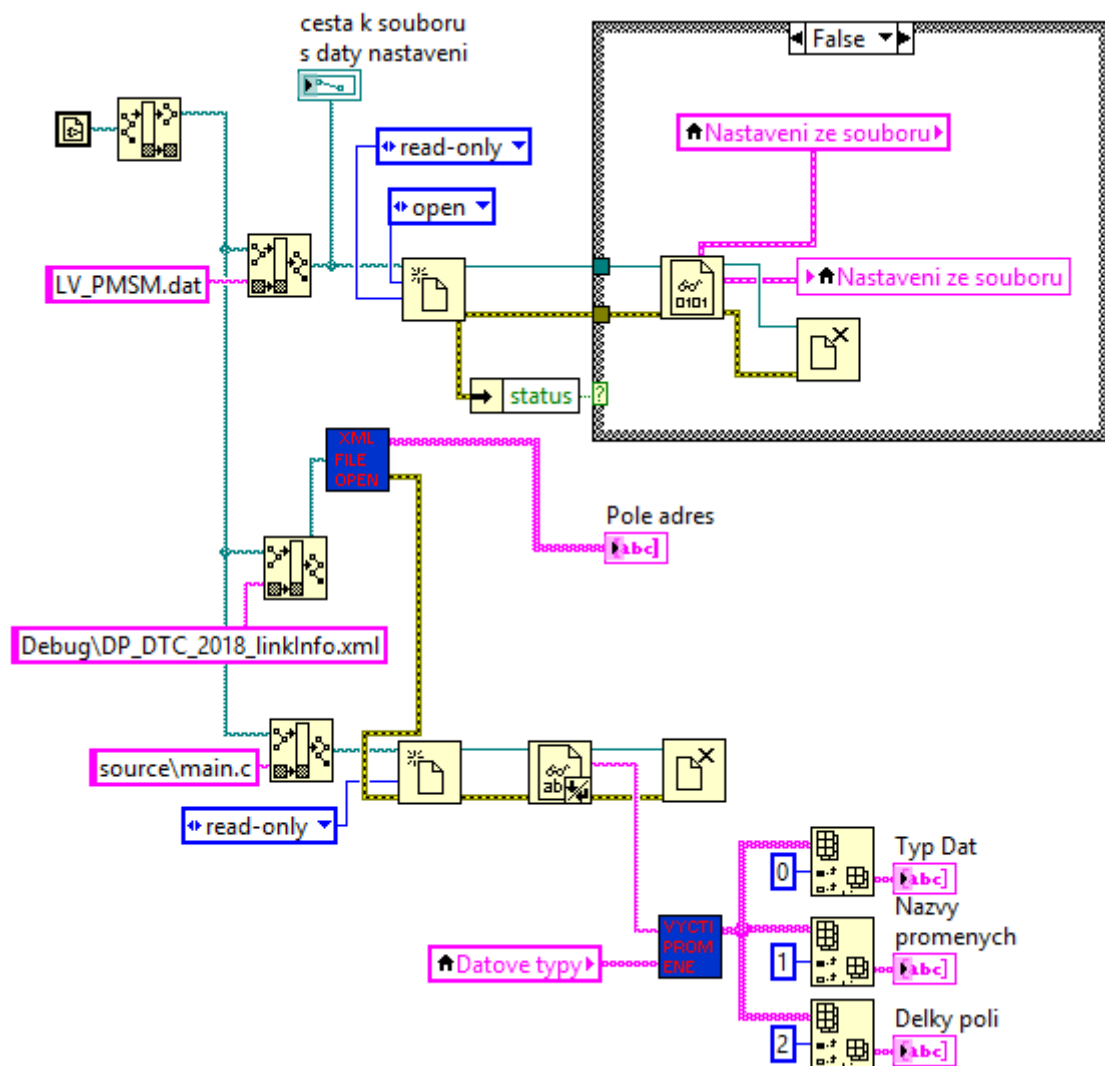 cesta k souboru
s daty nastaveni
False
read-only
Nastaveni ze souboru
open
LV_PMSM.dat
Nastaveni ze souboru
0101
status
XML
FILE
OPEN
Pole adres
abc
Debug\DP_DTC_2018_linkInfo.xml
source\main.c
ab
read-only
Typ Dat
0
abc
Nazvy
promenych
VYCTI
PROM
ENE
Datove typy
1
abc
Delky poli
2
abc